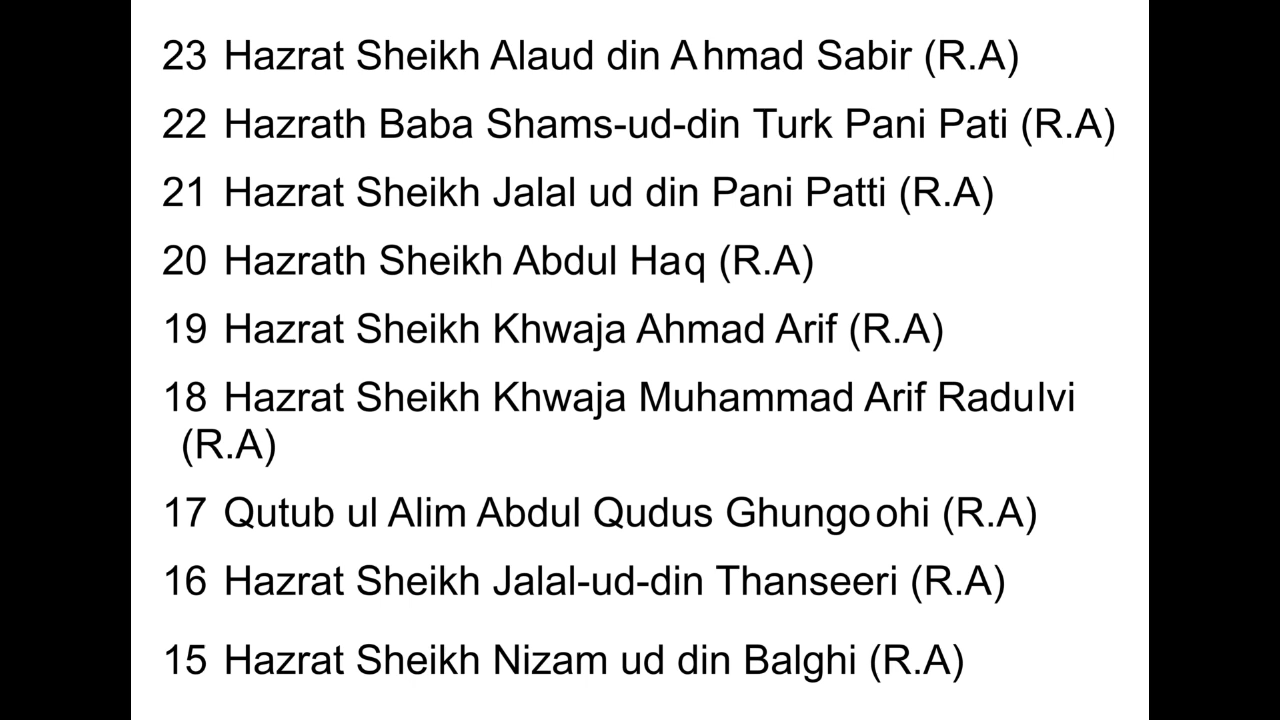 23 Hazrat Sheikh Alaud din Ahmad Sabir (R.A)
22 Hazrath Baba Shams-ud-din Turk Pani Pati (R.A)
21 Hazrat Sheikh Jalal ud din Pani Patti (R.A)
20 Hazrath Sheikh Abdul Haq (R.A)
19 Hazrat Sheikh Khwaja Ahmad Arif (R.A)
18 Hazrat Sheikh Khwaja Muhammad Arif Radulvi
(R.A)
17 Qutub ul Alim Abdul Qudus Ghungoohi (R.A)
16 Hazrat Sheikh Jalal-ud-din Thanseeri (R.A)
15 Hazrat Sheikh Nizam ud din Balghi (R.A)